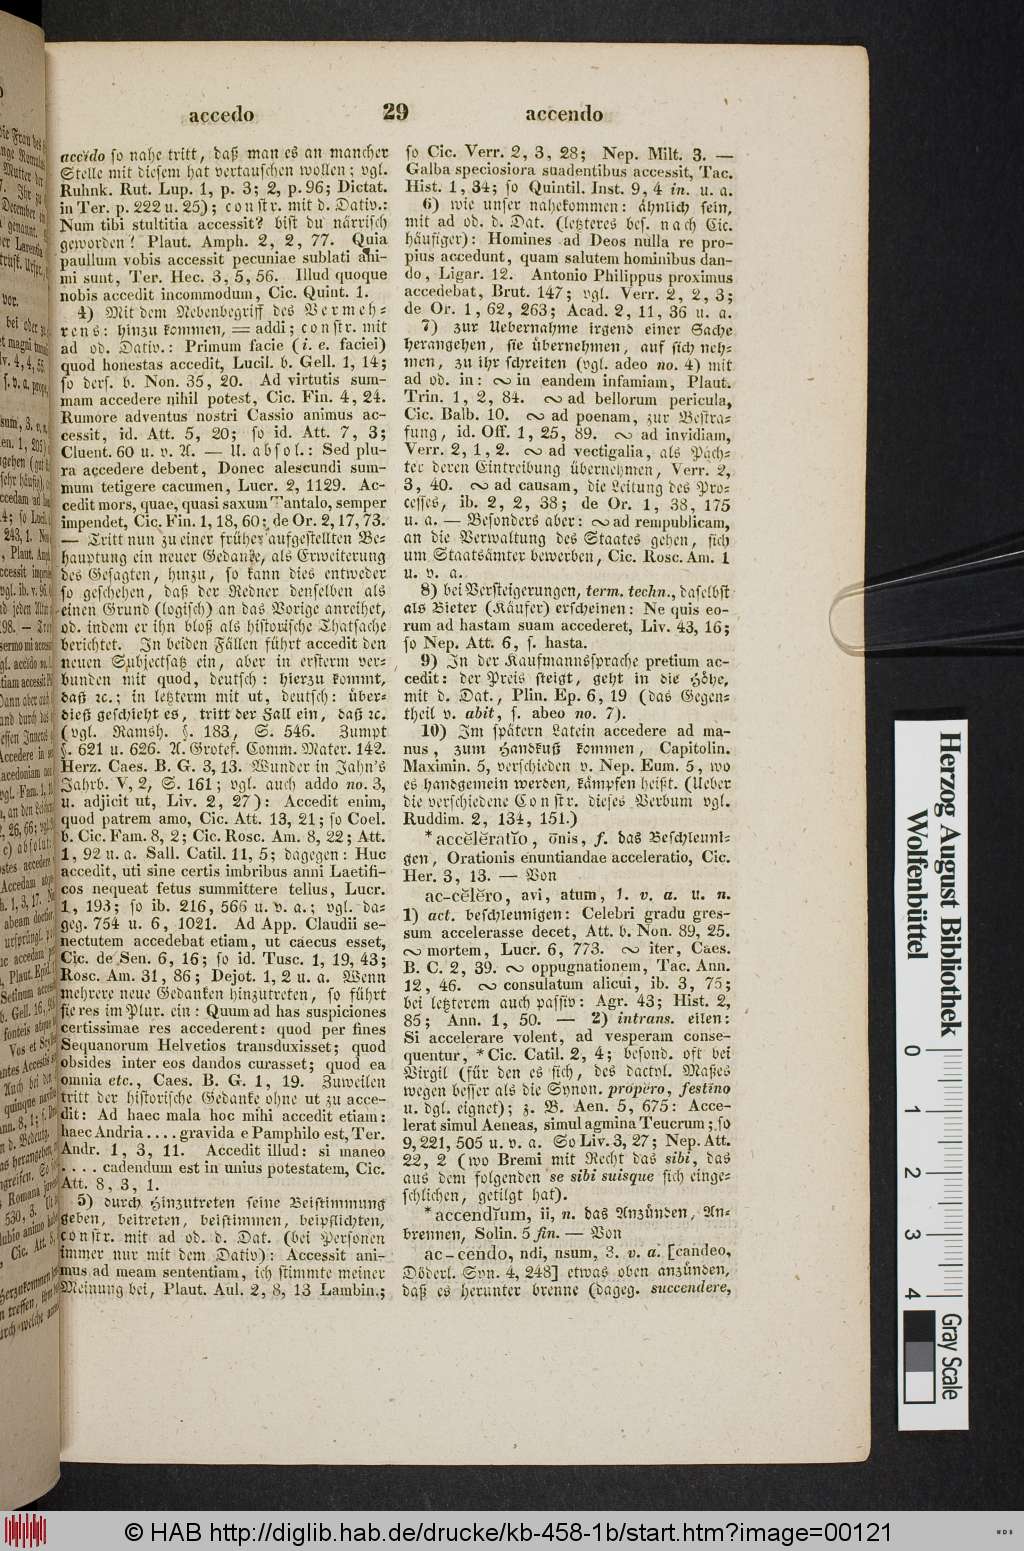 accedo 29 accendo
accido so nahe tritt, daß man es an mancher
Stelle mit diesem hat vertauschen wollen; vgl.
Ruhnk. Rut. Lup. 1, p. 3; 2, p. 96; Dictat.
in Ter. p. 222 u. 25); constr. mit d. Dativ.:
Num tibi stultitia accessit? bist du närrisch
geworden? Plaut. Amph. 2, 2, 77. Quia
paullum vobis accessit pecuniae sublati ani-
mi sunt, Ter. Hec. 3, 5, 56. Illud quoque
nobis accedit incommodum, Cic. Quint. 1.
4) Mit dem Nebenbegriff des Vermeh-
rens: hinzu kommen, = addi; constr. mit
ad od. Dativ.: Primum facie (i. e. faciei)
quod honestas accedit, Lucil. b. Gell. 1, 14;
so ders. b. Non. 35, 20. Ad virtutis sum-
mam accedere nihil potest, Cic. Fin. 4, 24.
Rumore adventus nostri Cassio animus ac-
cessit, id. Att. 5, 20; so id. Att. 7, 3;
Cluent. 60 u. v. A. — U. absol.: Sed plu-
ra accedere debent, Donec alescundi sum-
mum tetigere cacumen, Lucr. 2, 1129. Ac-
cedit mors, quae, quasi saxum Tantalo, semper
impendet, Cic. Fin. 1, 18, 60; de Or. 2, 17, 73.
— Tritt nun zu einer früher aufgestellten Be-
hauptung ein neuer Gedanke, als Erweiterung
des Gesagten, hinzu, so kann dies entweder
so geschehen, daß der Redner denselben als
einen Grund (logisch) an das Vorige anreihet,
od. indem er ihn bloß als historische Thatsache
berichtet. In beiden Fällen führt accedit den
neuen Subjectsatz ein, aber in ersterm ver-
bunden mit quod, deutsch: hierzu kommt,
daß ꝛc.; in letzterm mit ut, deutsch: über-
dieß geschieht es, tritt der Fall ein, daß ꝛc.
(vgl. Ramsh. §. 183, S. 546. Zumpt
§. 621 u. 626. A. Grotef. Comm. Mater. 142.
Herz. Caes. B. G. 3, 13. Wunder in Jahn's
Jahrb. V, 2, S. 161; vgl. auch addo no. 3,
u. adjicit ut, Liv. 2, 27): Accedit enim,
quod patrem amo, Cic. Att. 13, 21; so Coel.
b. Cic. Fam. 8, 2; Cic. Rosc. Am. 8, 22; Att.
1, 92 u. a. Sall. Catil. 11, 5; dagegen: Huc
accedit, uti sine certis imbribus anni Laetifi-
cos nequeat fetus summittere tellus, Lucr.
1, 193; so ib. 216, 566 u. v. a.; vgl. da-
geg. 754 u. 6, 1021. Ad App. Claudii se-
nectutem accedebat etiam, ut caecus esset,
Cic. de Sen. 6, 16; so id. Tusc. 1, 19, 43;
Rosc. Am. 31, 86; Dejot. 1, 2 u. a. Wenn
mehrere neue Gedanken hinzutreten, so führt
sie res im Plur. ein: Quum ad has suspiciones
certissimae res accederent: quod per fines
Sequanorum Helvetios transduxisset; quod
obsides inter eos dandos curasset; quod ea
omnia etc., Caes. B. G. 1, 19. Zuweilen
tritt der historische Gedanke ohne ut zu acce-
dit: Ad haec mala hoc mihi accedit etiam:
haec Andria .... gravida e Pamphilo est, Ter.
Andr. 1, 3, 11. Accedit illud: si maneo
.... cadendum est in unius potestatem, Cic.
Att. 8, 3, 1.
5) durch Hinzutreten seine Beistimmung
geben, beitreten, beistimmen, beipflichten,
constr. mit ad od. d. Dat. (bei Personen
immer nur mit dem Dativ): Accessit ani-
mus ad meam sententiam, ich stimmte meiner
Meinung bei, Plaut. Aul. 2, 8, 13 Lambin.;
so Cic. Verr. 2, 3, 28; Nep. Milt. 3. —
Galba speciosiora suadentibus accessit, Tac.
Hist. 1, 34; so Quintil. Inst. 9, 4 in. u. a.
6) wie unser nahekommen: ähnlich sein,
mit ad od. d. Dat. (letzteres bes. nach Cic.
häufiger): Homines ad Deos nulla re pro-
pius accedunt, quam salutem hominibus dan-
do, Ligar. 12. Antonio Philippus proximus
accedebat, Brut. 147; vgl. Verr. 2, 2, 3;
de Or. 1, 62, 263; Acad. 2, 11, 36 u. a.
7) zur Uebernahme irgend einer Sache
herangehen, sie übernehmen, auf sich neh-
men, zu ihr schreiten (vgl. adeo no. 4) mit
ad od. in: ∾ in eandem infamiam, Plaut.
Trin. 1, 2, 84. ∾ ad bellorum pericula,
Cic. Balb. 10. ∾ ad poenam, zur Bestra-
fung, id. Off. 1, 25, 89. ∾ ad invidiam,
Verr. 2, 1, 2. ∾ ad vectigalia, als Päch-
ter deren Eintreibung übernehmen, Verr. 2,
3, 40. ∾ ad causam, die Leitung des Pro-
cesses, ib. 2, 2, 38; de Or. 1, 38, 175
u. a. — Besonders aber: ∾ ad rempublicam,
an die Verwaltung des Staates gehen, sich
um Staatsämter bewerben, Cic. Rosc. Am. 1
u. v. a.
8) bei Versteigerungen, term. techn., daselbst
als Bieter (Käufer) erscheinen: Ne quis eo-
rum ad hastam suam accederet, Liv. 43, 16;
so Nep. Att. 6, s. hasta.
9) In der Kaufmannssprache pretium ac-
cedit: der Preis steigt, geht in die Höhe,
mit d. Dat., Plin. Ep. 6, 19 (das Gegen-
theil v. abit, s. abeo no. 7).
10) Im spätern Latein accedere ad ma-
nus, zum Handkuß kommen, Capitolin.
Maximin. 5, verschieden v. Nep. Eum. 5, wo
es handgemein werden, kämpfen heißt. (Ueber
die verschiedene Constr. dieses Verbum vgl.
Ruddim. 2, 134, 151.)
*accĕlĕratĭo, ōnis, f. das Beschleuni-
gen, Orationis enuntiandae acceleratio, Cic.
Her. 3, 13. — Von
ac-cĕlĕro, avi, atum, 1. v. a. u. n.
1) act. beschleunigen: Celebri gradu gres-
sum accelerasse decet, Att. b. Non. 89, 25.
∾ mortem, Lucr. 6, 773. ∾ iter, Caes.
B. C. 2, 39. ∾ oppugnationem, Tac. Ann.
12, 46. ∾ consulatum alicui, ib. 3, 75;
bei letzterem auch passiv: Agr. 43; Hist. 2,
85; Ann. 1, 50. — 2) intrans. eilen:
Si accelerare volent, ad vesperam conse-
quentur, *Cic. Catil. 2, 4; besond. oft bei
Virgil (für den es sich, des dactyl. Maßes
wegen besser als die Synon. propĕro, festīno
u. dgl. eignet); z. B. Aen. 5, 675: Acce-
lerat simul Aeneas, simul agmina Teucrum; so
9, 221, 505 u. v. a. So Liv. 3, 27; Nep. Att.
22, 2 (wo Bremi mit Recht das sibi, das
aus dem folgenden se sibi suisque sich einge-
schlichen, getilgt hat).
*accendĭum, ii, n. das Anzünden, An-
brennen, Solin. 5 fin. — Von
ac-cendo, ndi, nsum, 3. v. a. [candeo,
Döderl. Syn. 4, 248] etwas oben anzünden,
daß es herunter brenne (dageg. succendere,
Herzog August Bibliothek
Wolfenbüttel
0 1 2 3 4
Gray Scale
© HAB http://diglib.hab.de/drucke/kb-458-1b/start.htm?image=00121